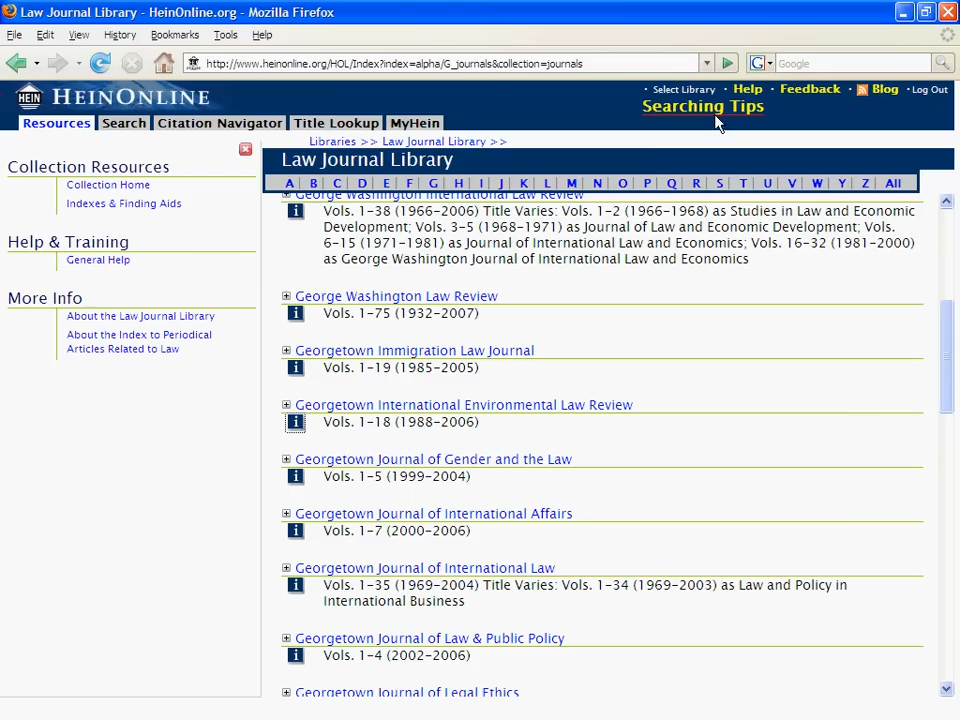 Law Journal Library - HeinOnline.org - Mozilla Firefox
File Edit View History Bookmarks Tools Help
http://www.heinonline.org/HOL/Index?index=alpha/G_journals&collection=journals
G Google
HEIN HEINONLINE
· Select Library · Help · Feedback · Blog · Log Out
Searching Tips
Resources Search Citation Navigator Title Lookup MyHein
Libraries >> Law Journal Library >>
Law Journal Library
A | B | C | D | E | F | G | H | I | J | K | L | M | N | O | P | Q | R | S | T | U | V | W | Y | Z | All
Collection Resources
Collection Home
Indexes & Finding Aids
Help & Training
General Help
More Info
About the Law Journal Library
About the Index to Periodical
Articles Related to Law
George Washington International Law Review
Vols. 1-38 (1966-2006) Title Varies: Vols. 1-2 (1966-1968) as Studies in Law and Economic
Development; Vols. 3-5 (1968-1971) as Journal of Law and Economic Development; Vols.
6-15 (1971-1981) as Journal of International Law and Economics; Vols. 16-32 (1981-2000)
as George Washington Journal of International Law and Economics
George Washington Law Review
Vols. 1-75 (1932-2007)
Georgetown Immigration Law Journal
Vols. 1-19 (1985-2005)
Georgetown International Environmental Law Review
Vols. 1-18 (1988-2006)
Georgetown Journal of Gender and the Law
Vols. 1-5 (1999-2004)
Georgetown Journal of International Affairs
Vols. 1-7 (2000-2006)
Georgetown Journal of International Law
Vols. 1-35 (1969-2004) Title Varies: Vols. 1-34 (1969-2003) as Law and Policy in
International Business
Georgetown Journal of Law & Public Policy
Vols. 1-4 (2002-2006)
Georgetown Journal of Legal Ethics